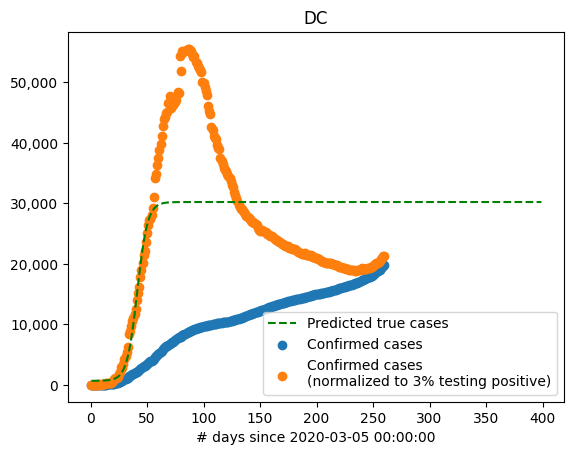 DC
50,000
40,000
30,000
20,000
10,000
0
Predicted true cases
Confirmed cases
Confirmed cases
(normalized to 3% testing positive)
0 50 100 150 200 250 300 350 400
# days since 2020-03-05 00:00:00